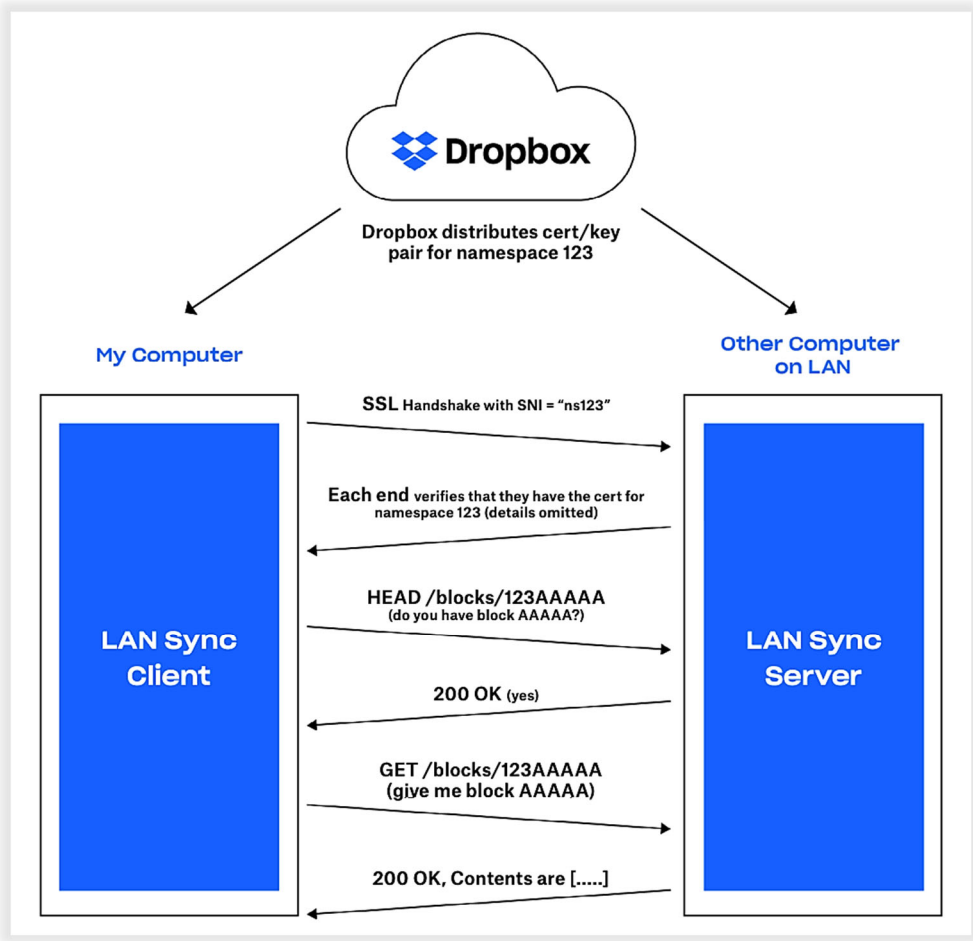 Dropbox
Dropbox distributes cert/key
pair for namespace 123
My Computer
Other Computer
on LAN
SSL Handshake with SNI = “ns123”
Each end verifies that they have the cert for
namespace 123 (details omitted)
HEAD /blocks/123AAAAA
(do you have block AAAAA?)
LAN Sync
Client
LAN Sync
Server
200 OK (yes)
GET /blocks/123AAAAA
(give me block AAAAA)
200 OK, Contents are [.....]